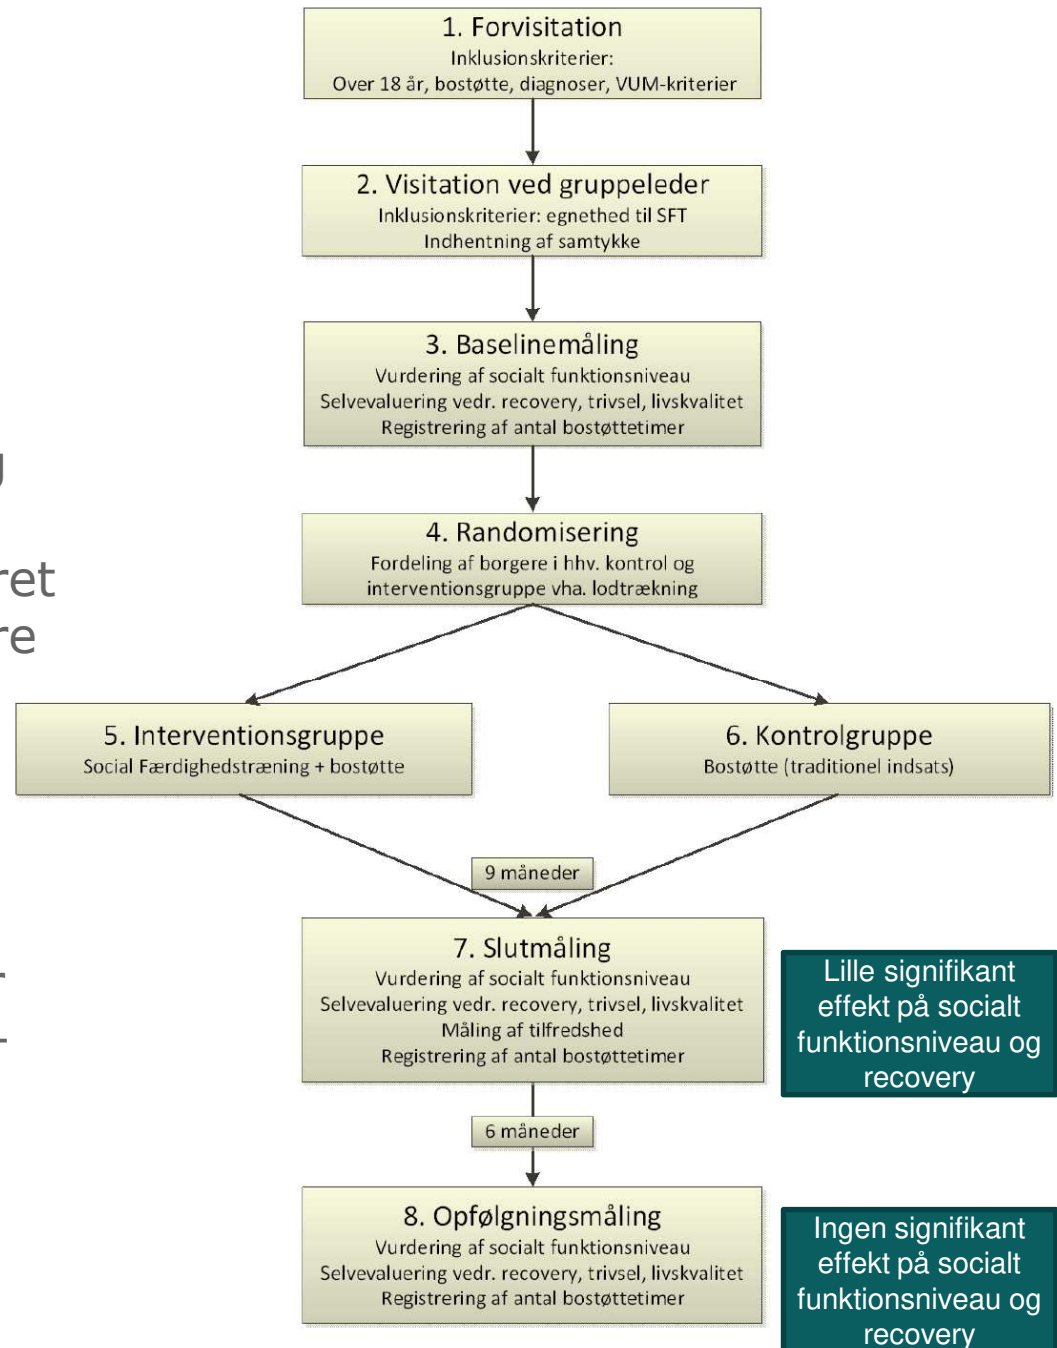 1. Forvisitation
Inklusionskriterier:
Over 18 år, bostøtte, diagnoser, VUM-kriterier
2. Visitation ved gruppeleder
Inklusionskriterier: egnethed til SFT
Indhentning af samtykke
3. Baselinemåling
Vurdering af socialt funktionsniveau
Selvevaluering vedr. recovery, trivsel, livskvalitet
Registrering af antal bostøttetimer
4. Randomisering
Fordeling af borgere i hhv. kontrol og
interventionsgruppe vha. lodtrækning
ret
re
5. Interventionsgruppe
Social Færdighedstræning + bostøtte
6. Kontrolgruppe
Bostøtte (traditionel indsats)
9 måneder
7. Slutmåling
Vurdering af socialt funktionsniveau
Selvevaluering vedr. recovery, trivsel, livskvalitet
Måling af tilfredshed
Registrering af antal bostøttetimer
Lille signifikant
effekt på socialt
funktionsniveau og
recovery
6 måneder
8. Opfølgningsmåling
Vurdering af socialt funktionsniveau
Selvevaluering vedr. recovery, trivsel, livskvalitet
Registrering af antal bostøttetimer
Ingen signifikant
effekt på socialt
funktionsniveau og
recovery